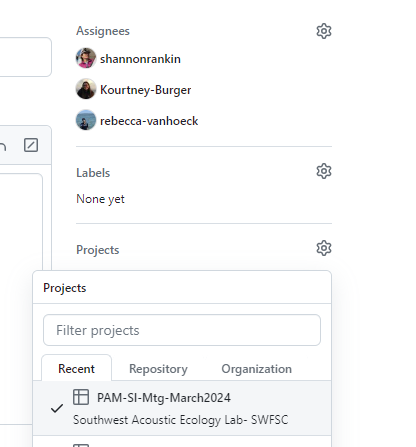 Assignees
shannonrankin
Kourtney-Burger
rebecca-vanhoeck
Labels
None yet
Projects
Projects
Filter projects
Recent Repository Organization
PAM-SI-Mtg-March2024
Southwest Acoustic Ecology Lab- SWFSC